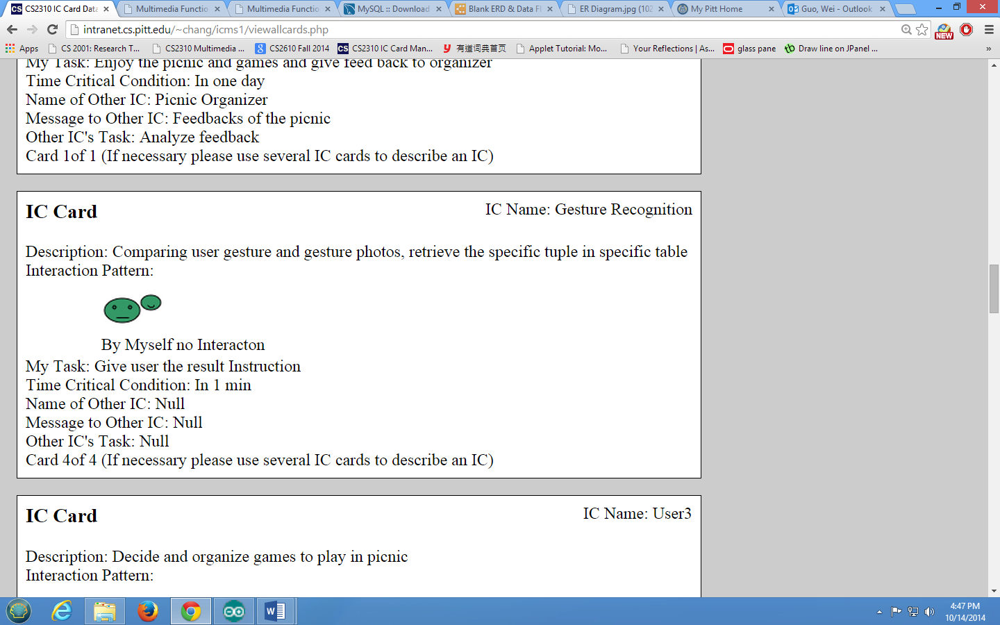 CS CS2310 IC Card Data
Multimedia Functio
Multimedia Functio
MySQL :: Download
Blank ERD & Data Fl
ER Diagram.jpg (102
My Pitt Home
Guo, Wei - Outlook
intranet.cs.pitt.edu/~chang/icms1/viewallcards.php
NEW
Apps
CS 2001: Research T...
CS2310 Multimedia ...
CS2610 Fall 2014
CS CS2310 IC Card Man...
有道词典首页
Applet Tutorial: Mo...
Your Reflections | As...
glass pane
Draw line on JPanel ...
»
My Task: Enjoy the picnic and games and give feed back to organizer
Time Critical Condition: In one day
Name of Other IC: Picnic Organizer
Message to Other IC: Feedbacks of the picnic
Other IC's Task: Analyze feedback
Card 1of 1 (If necessary please use several IC cards to describe an IC)
IC Card
IC Name: Gesture Recognition
Description: Comparing user gesture and gesture photos, retrieve the specific tuple in specific table
Interaction Pattern:
By Myself no Interacton
My Task: Give user the result Instruction
Time Critical Condition: In 1 min
Name of Other IC: Null
Message to Other IC: Null
Other IC's Task: Null
Card 4of 4 (If necessary please use several IC cards to describe an IC)
IC Card
IC Name: User3
Description: Decide and organize games to play in picnic
Interaction Pattern:
4:47 PM
10/14/2014